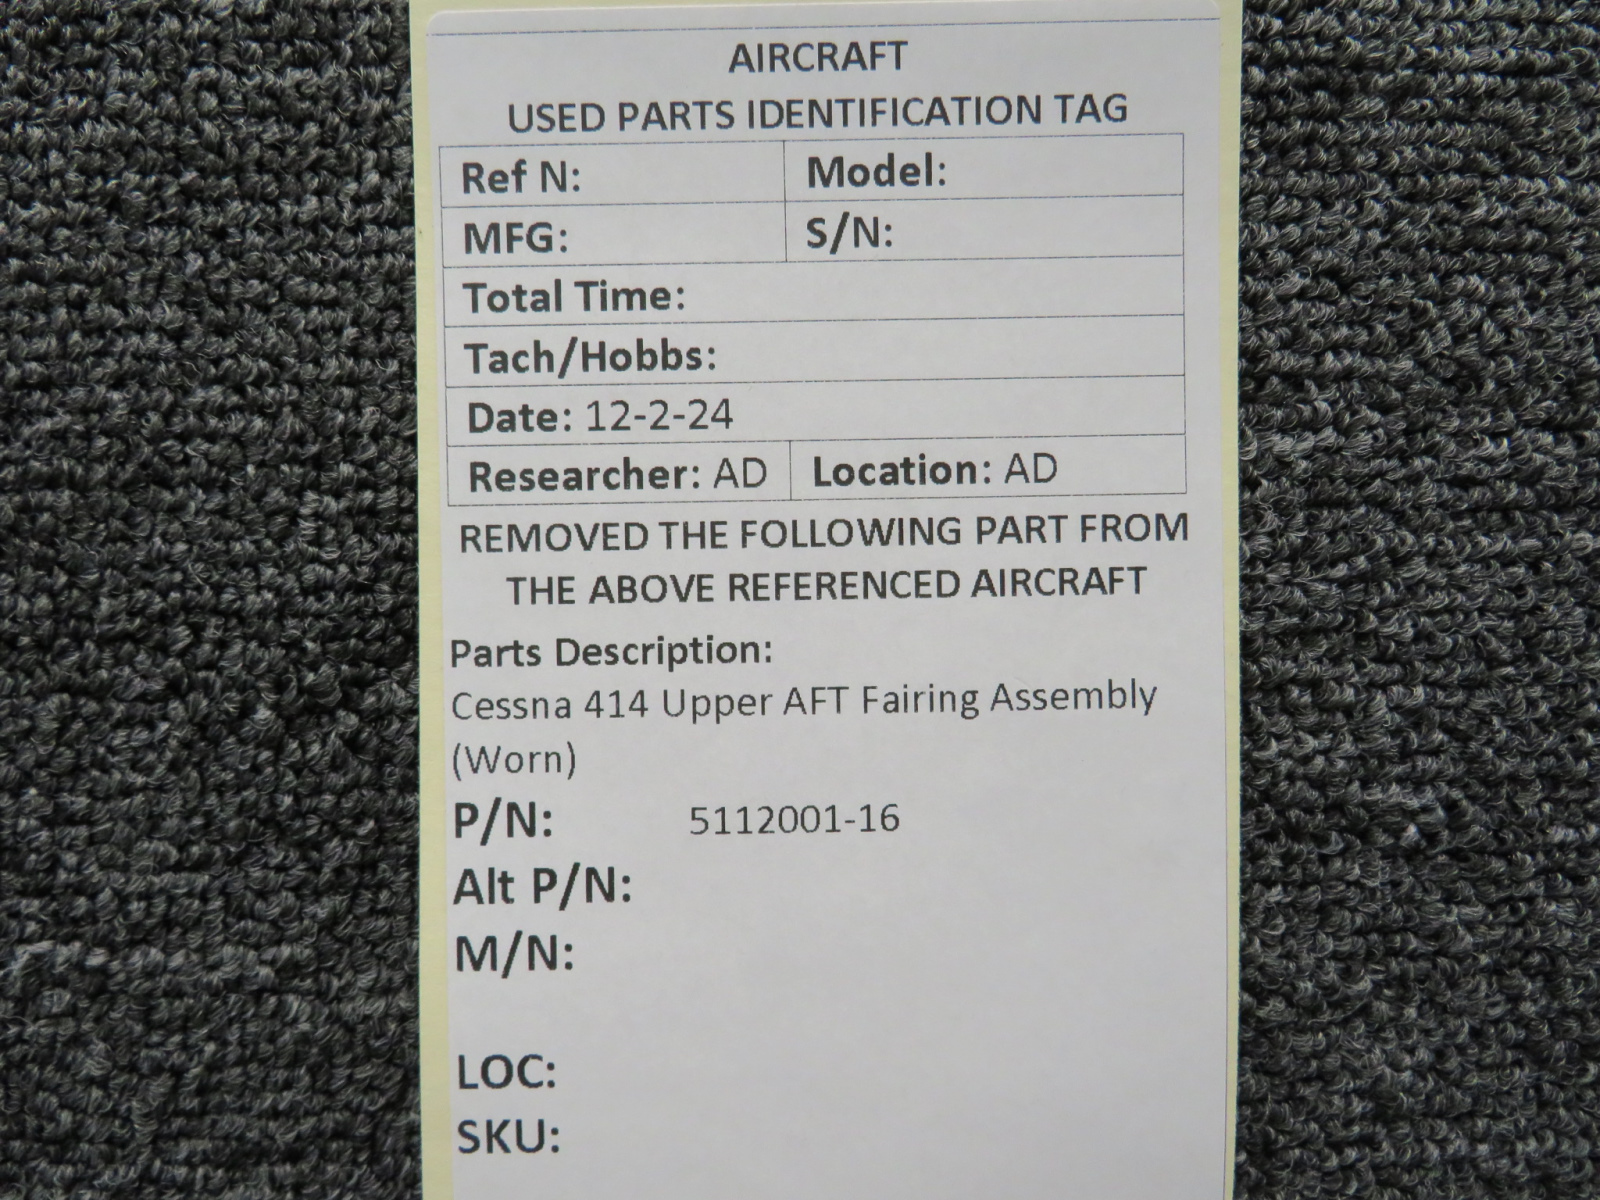 AIRCRAFT
USED PARTS IDENTIFICATION TAG
Ref N: Model:
MFG: S/N:
Total Time:
Tach/Hobbs:
Date: 12-2-24
Researcher: AD Location: AD
REMOVED THE FOLLOWING PART FROM
THE ABOVE REFERENCED AIRCRAFT
Parts Description:
Cessna 414 Upper AFT Fairing Assembly
(Worn)
P/N: 5112001-16
Alt P/N:
M/N:
LOC:
SKU: